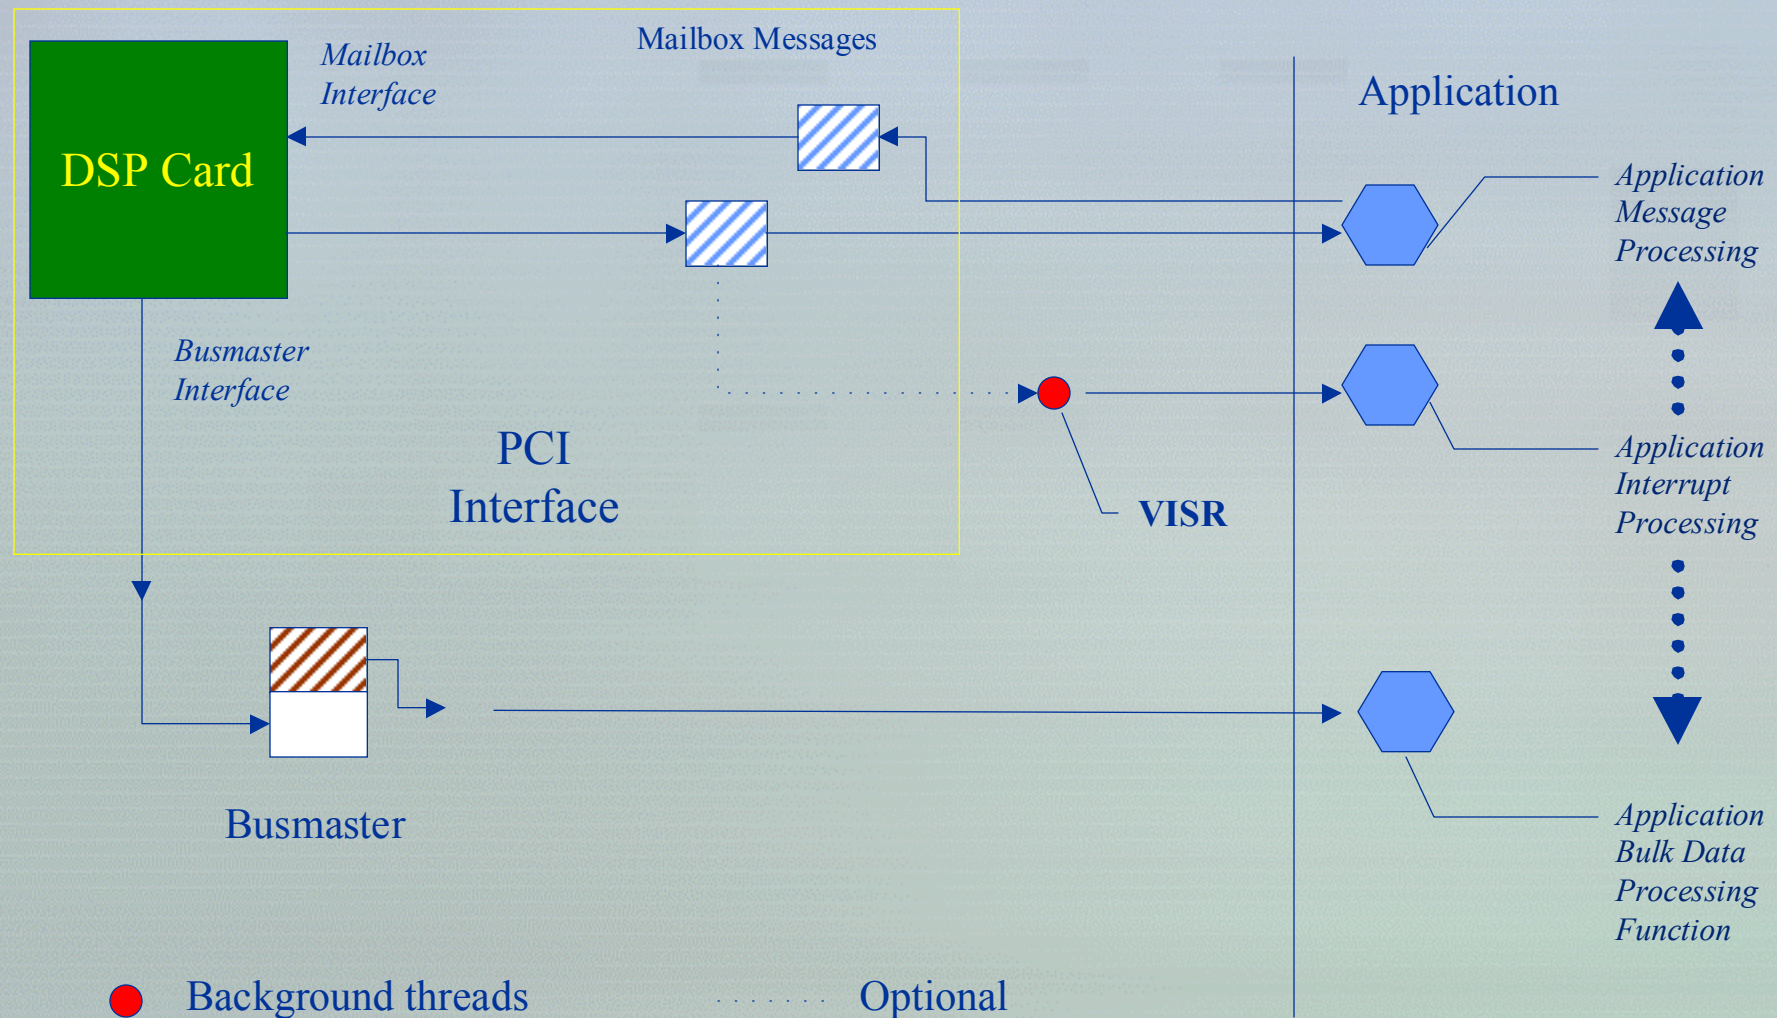 Mailbox Messages
Mailbox
Interface
Application
DSP Card
Application
Message
Processing
Busmaster
Interface
PCI
Interface
Application
Interrupt
Processing
VISR
Busmaster
Application
Bulk Data
Processing
Function
Background threads
Optional